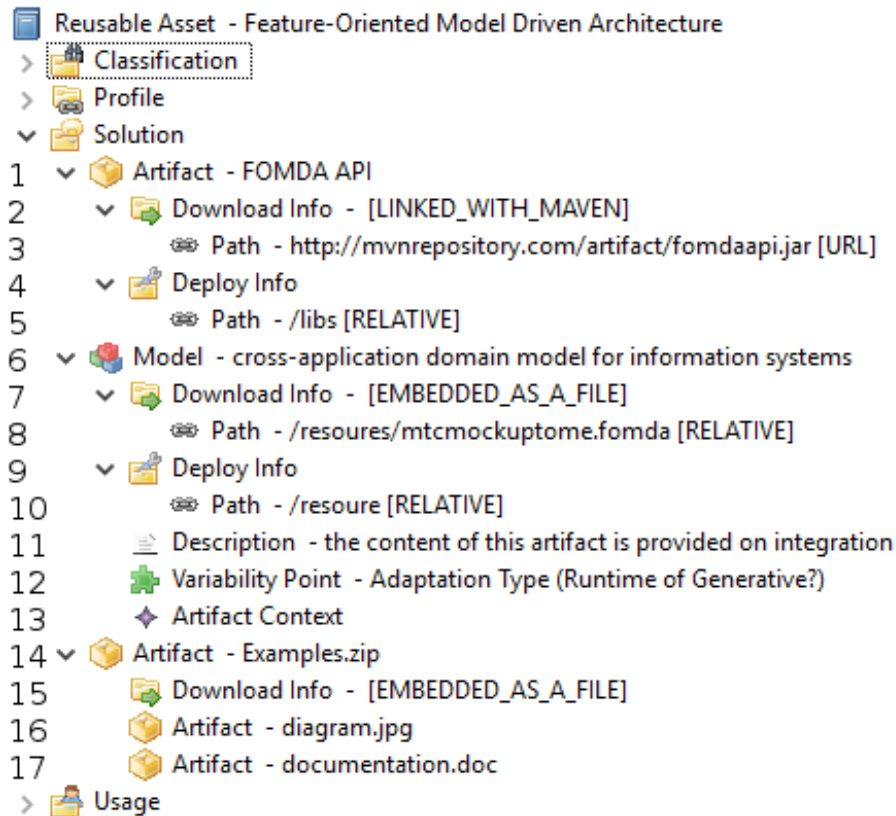 Reusable Asset - Feature-Oriented Model Driven Architecture
Classification
Profile
Solution
1 Artifact - FOMDA API
2 Download Info - [LINKED_WITH_MAVEN]
3 Path - http://mvnrepository.com/artifact/fomdaapi.jar [URL]
4 Deploy Info
5 Path - /libs [RELATIVE]
6 Model - cross-application domain model for information systems
7 Download Info - [EMBEDDED_AS_A_FILE]
8 Path - /resoures/mtcmockuptome.fomda [RELATIVE]
9 Deploy Info
10 Path - /resoure [RELATIVE]
11 Description - the content of this artifact is provided on integration
12 Variability Point - Adaptation Type (Runtime of Generative?)
13 Artifact Context
14 Artifact - Examples.zip
15 Download Info - [EMBEDDED_AS_A_FILE]
16 Artifact - diagram.jpg
17 Artifact - documentation.doc
Usage